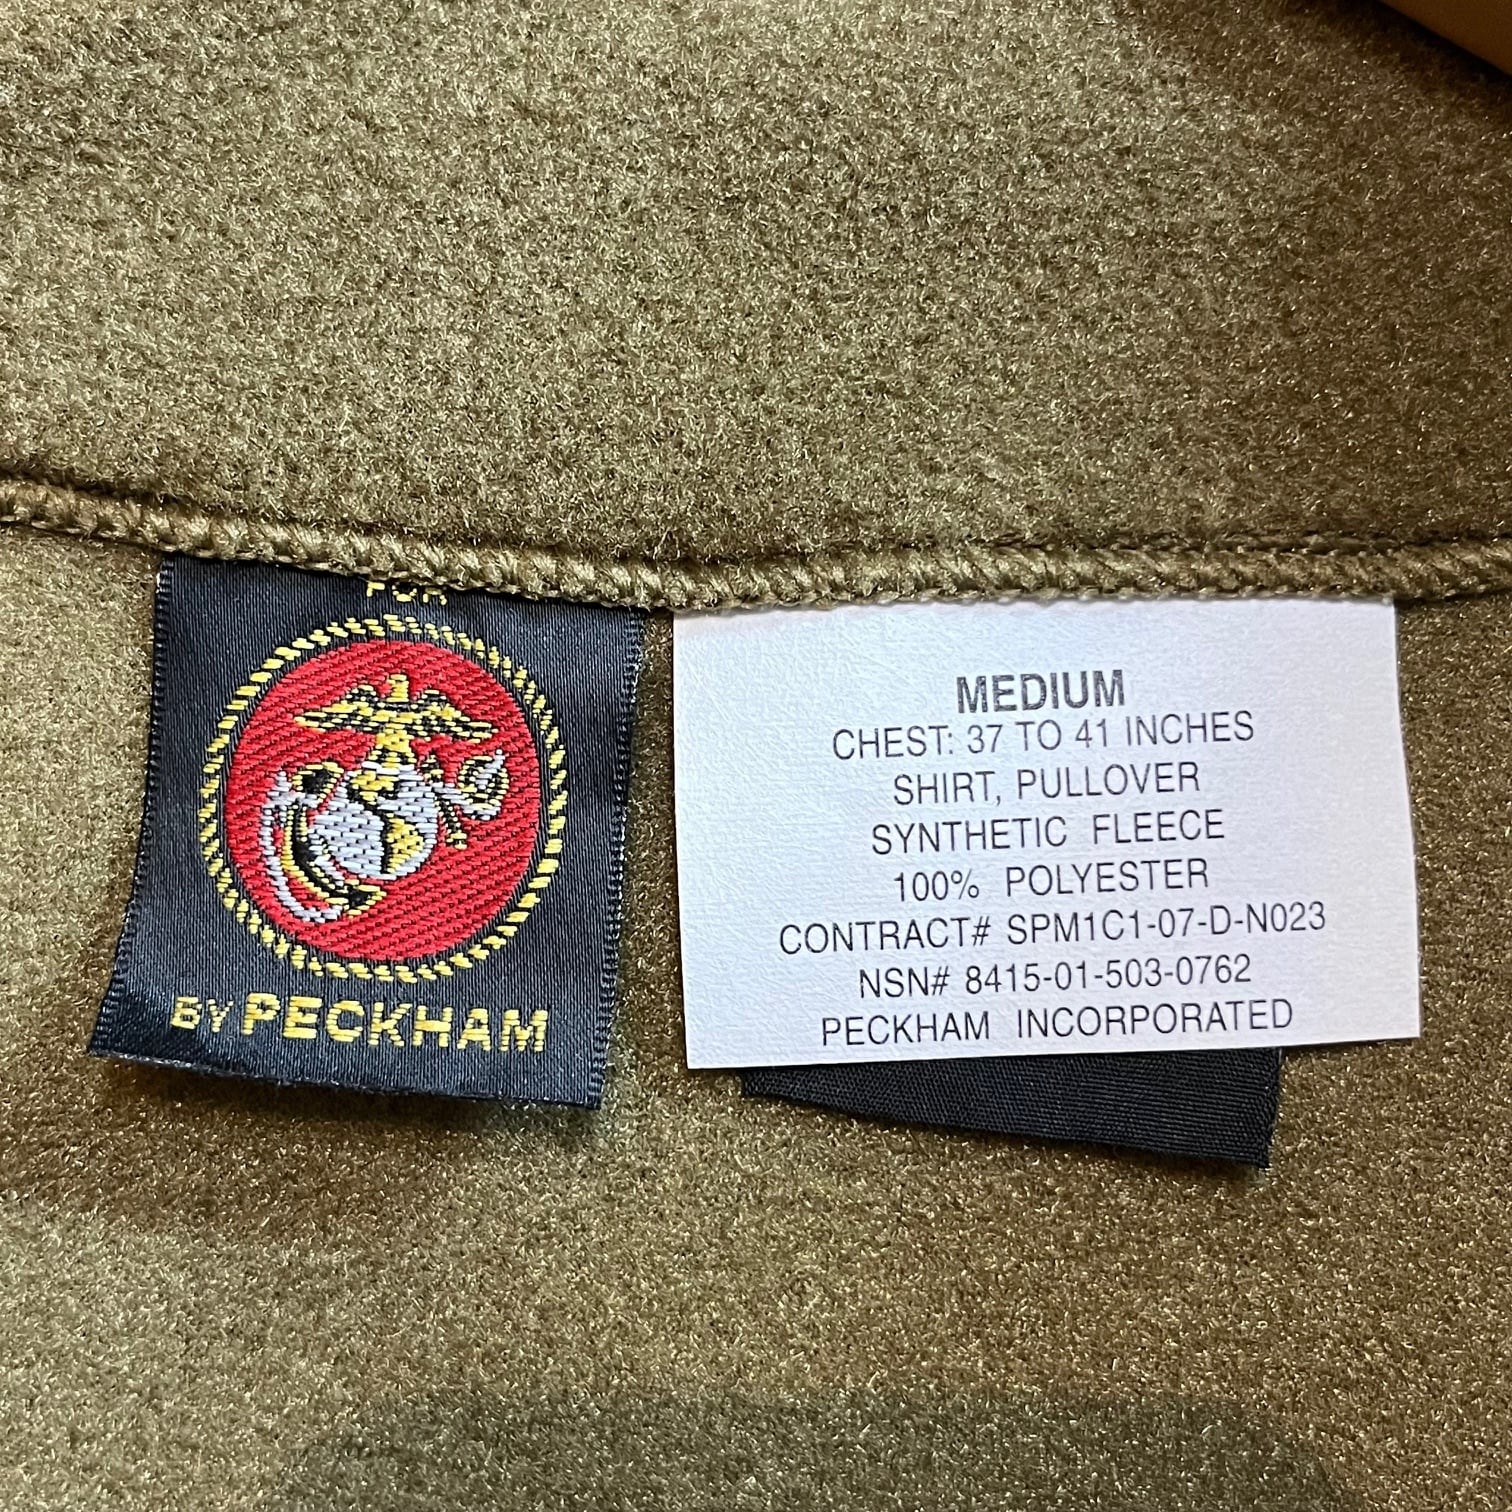 FOR
BY PECKHAM
MEDIUM
CHEST: 37 TO 41 INCHES
SHIRT, PULLOVER
SYNTHETIC FLEECE
100% POLYESTER
CONTRACT# SPM1C1-07-D-N023
NSN# 8415-01-503-0762
PECKHAM INCORPORATED